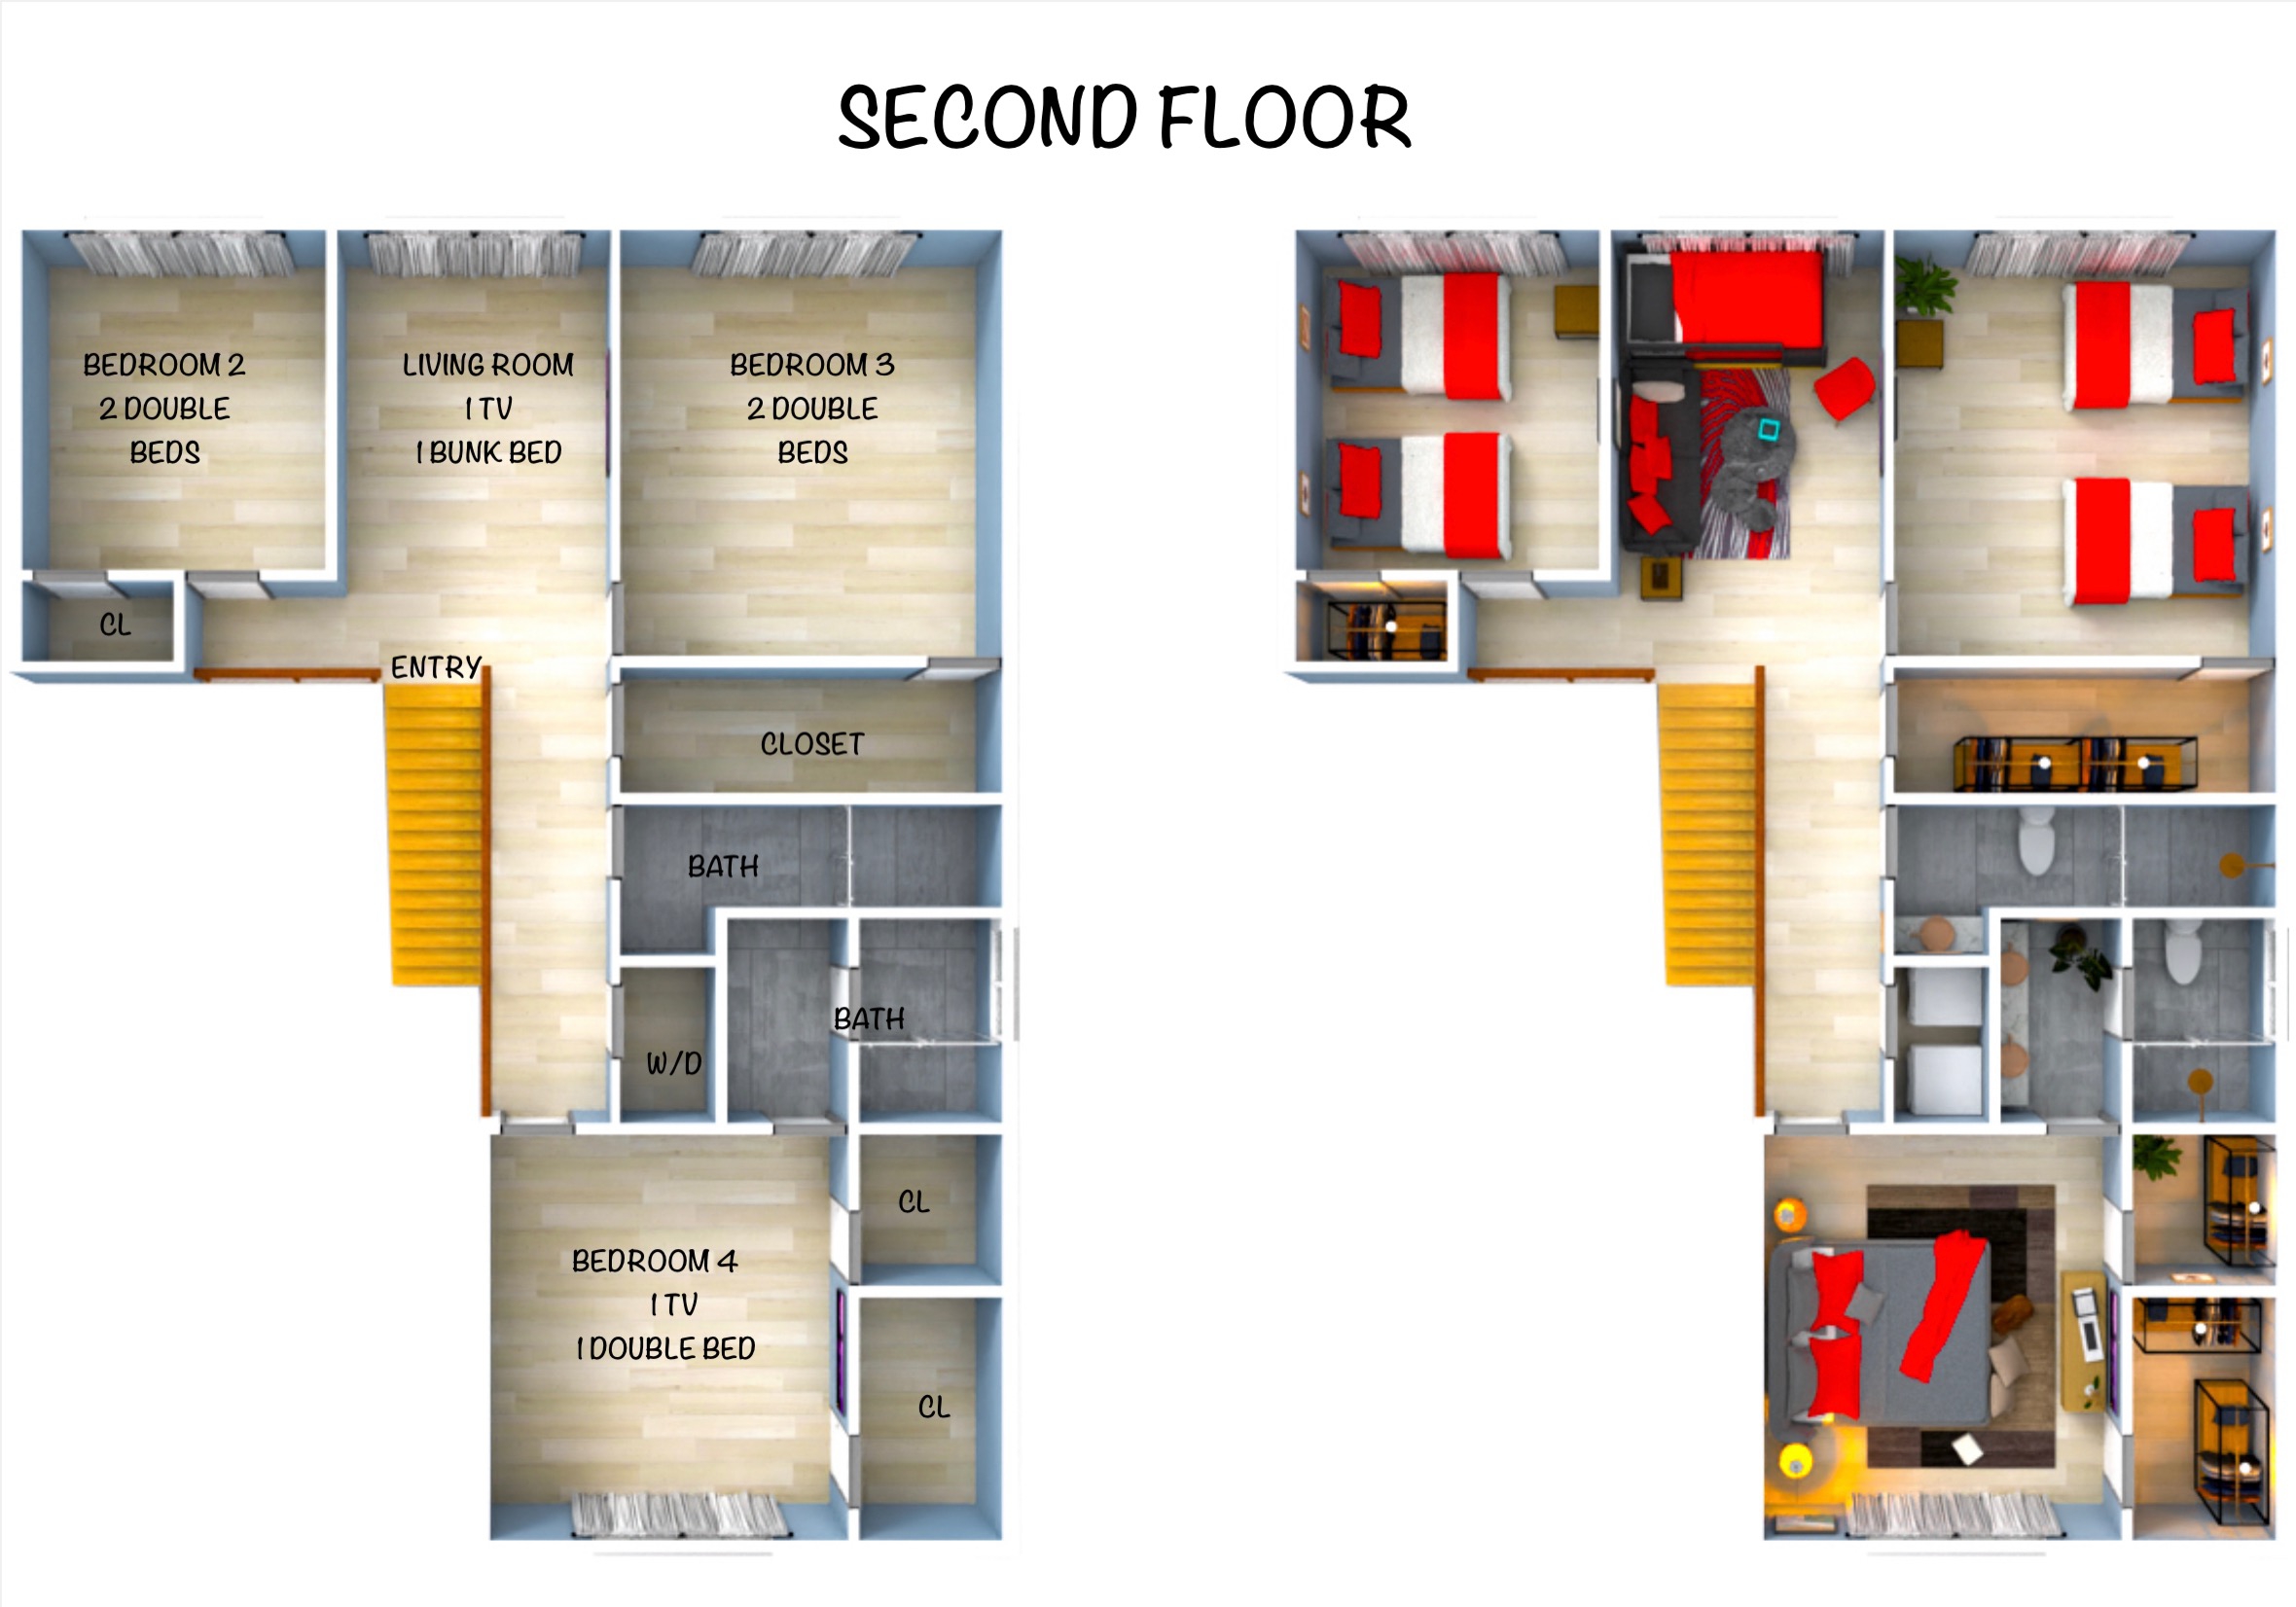 SECOND FLOOR
BEDROOM 2
2 DOUBLE
BEDS
LIVING ROOM
1 TV
1 BUNK BED
BEDROOM 3
2 DOUBLE
BEDS
CL
ENTRY
CLOSET
BATH
BATH
W/D
CL
BEDROOM 4
1 TV
1 DOUBLE BED
CL